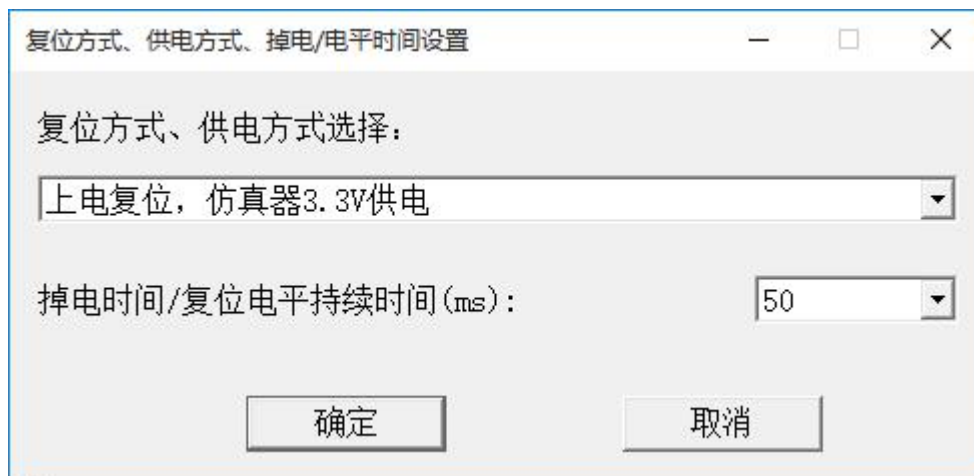 复位方式、供电方式、掉电/电平时间设置
复位方式、供电方式选择:
上电复位, 仿真器3.3V供电
掉电时间/复位电平持续时间(ms): 50
确定 取消